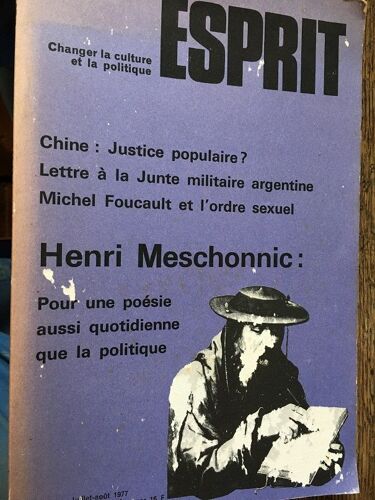 Changer la culture
et la politique
ESPRIT
Chine : Justice populaire ?
Lettre à la Junte militaire argentine
Michel Foucault et l'ordre sexuel
Henri Meschonnic :
Pour une poésie
aussi quotidienne
que la politique
Juillet-août 1977
15 F